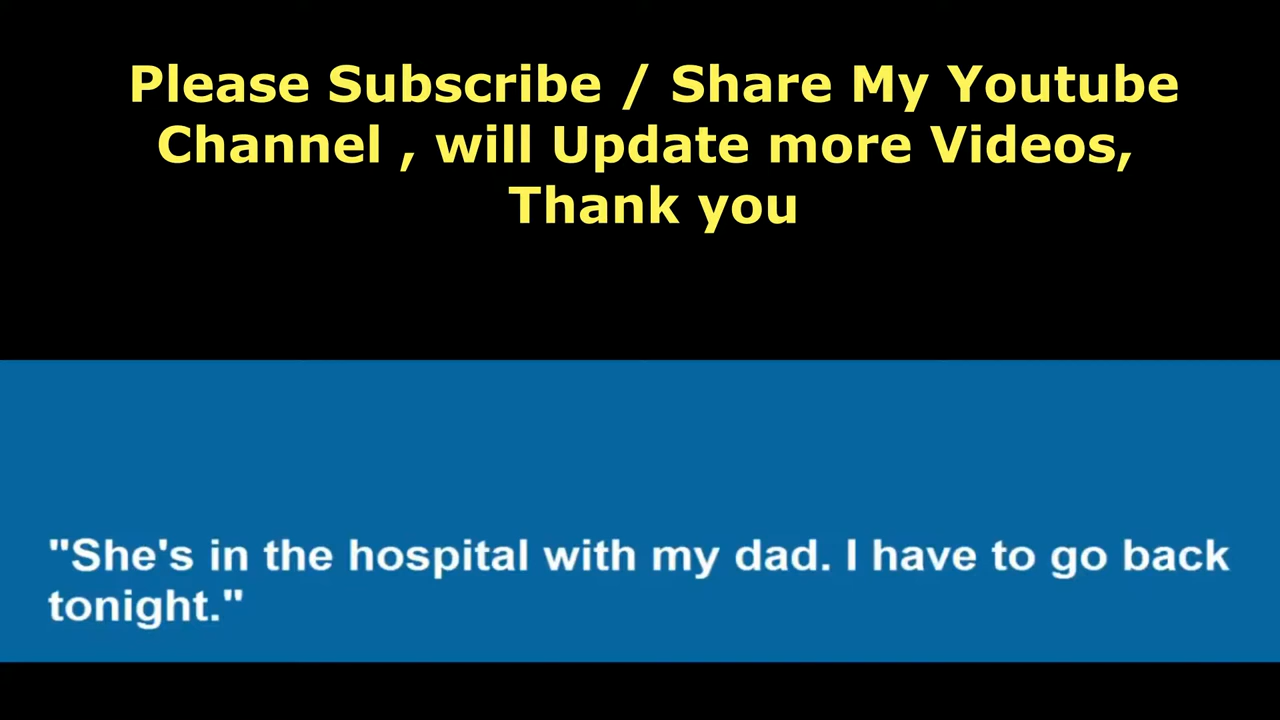 Please Subscribe / Share My Youtube
Channel , will Update more Videos,
Thank you
"She's in the hospital with my dad. I have to go back
tonight."